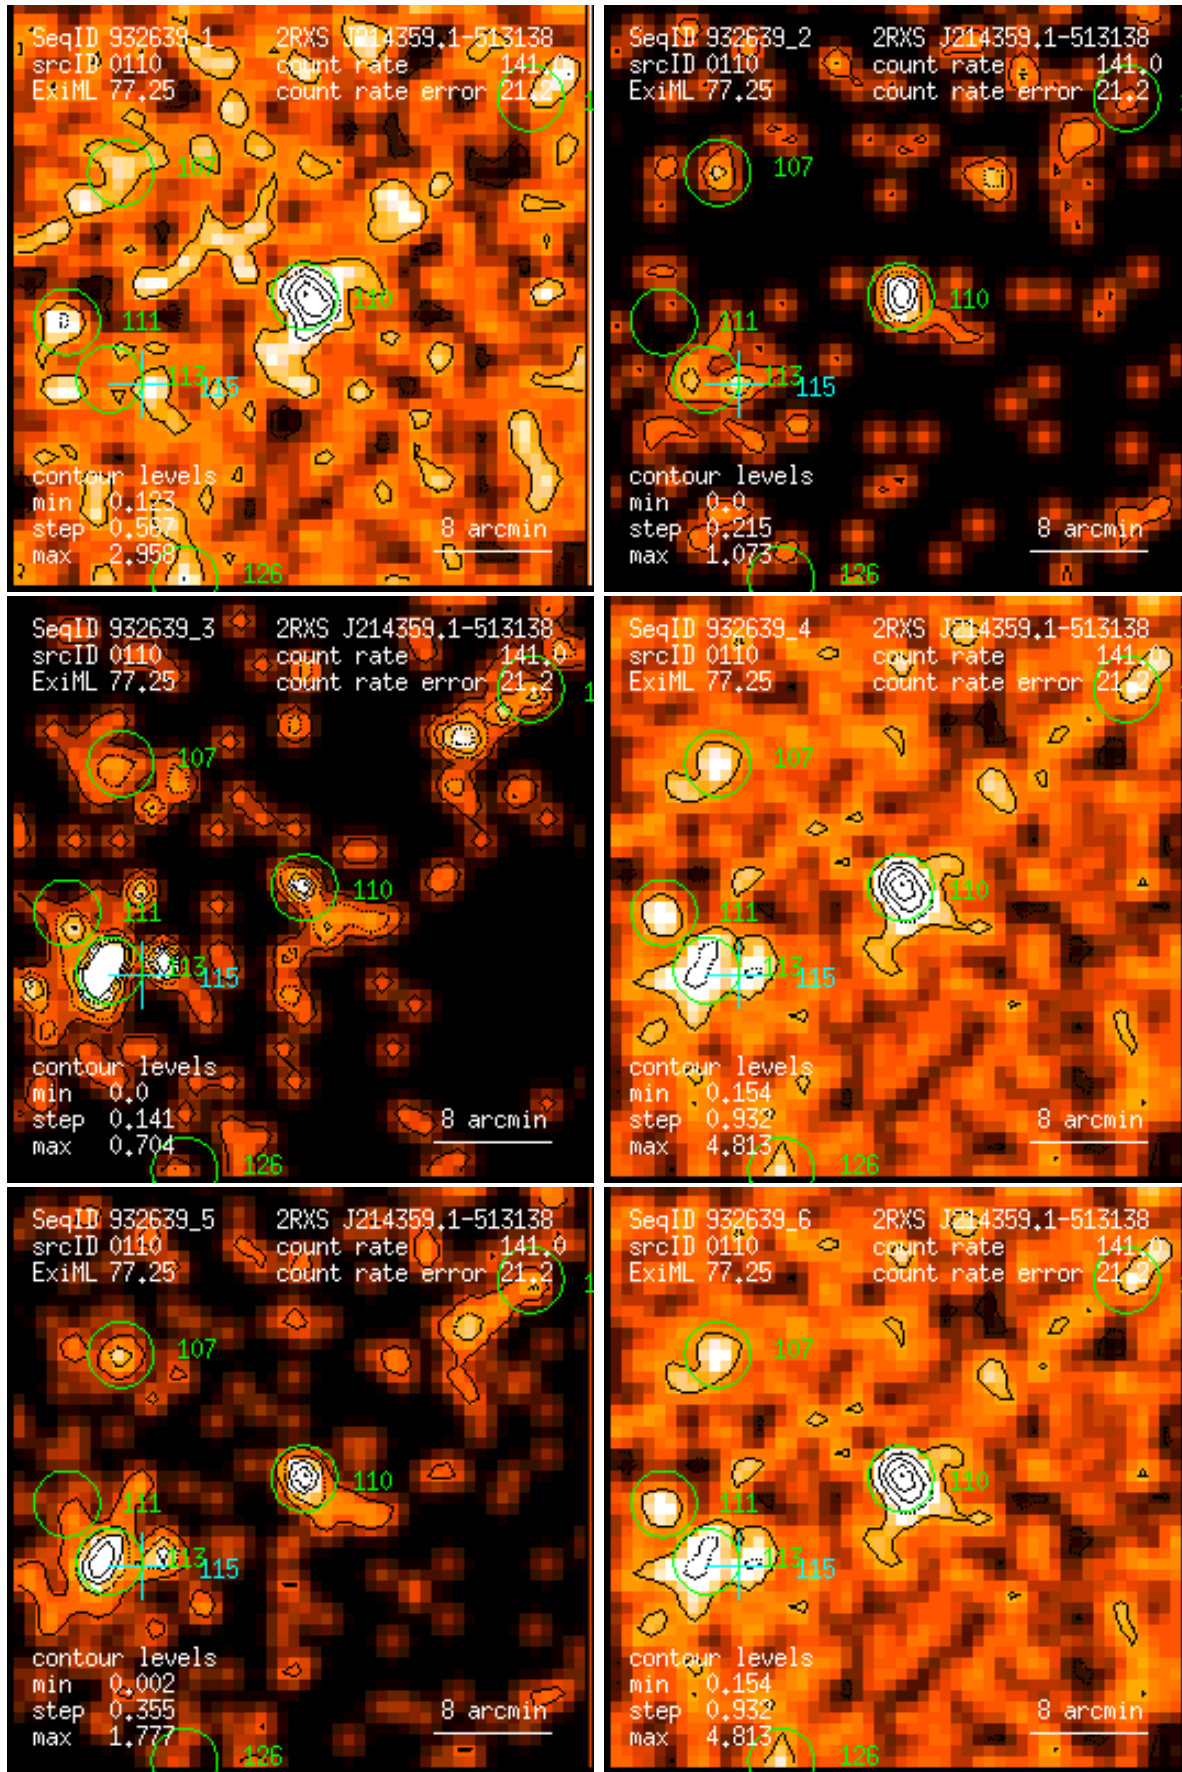 SeqID 932639_1 2RXS J214359.1-513138
srcID 0110 count rate 141.0
ExiML 77.25 count rate error 21.2
1
107
110
111
113
115
contour levels
min 0.123
step 0.567
max 2.958
8 arcmin
126
SeqID 932639_2 2RXS J214359.1-513138
srcID 0110 count rate 141.0
ExiML 77.25 count rate error 21.2
107
110
111
113
115
contour levels
min 0.0
step 0.215
max 1.073
8 arcmin
126
SeqID 932639_3 2RXS J214359.1-513138
srcID 0110 count rate 141.0
ExiML 77.25 count rate error 21.2
1
107
110
111
113
115
contour levels
min 0.0
step 0.141
max 0.704
8 arcmin
126
SeqID 932639_4 2RXS J214359.1-513138
srcID 0110 count rate 141.0
ExiML 77.25 count rate error 21.2
107
110
111
113
115
contour levels
min 0.154
step 0.932
max 4.813
8 arcmin
126
SeqID 932639_5 2RXS J214359.1-513138
srcID 0110 count rate 141.0
ExiML 77.25 count rate error 21.2
1
107
110
111
113
115
contour levels
min 0.002
step 0.355
max 1.777
8 arcmin
126
SeqID 932639_6 2RXS J214359.1-513138
srcID 0110 count rate 141.0
ExiML 77.25 count rate error 21.2
107
110
111
113
115
contour levels
min 0.154
step 0.932
max 4.813
8 arcmin
126